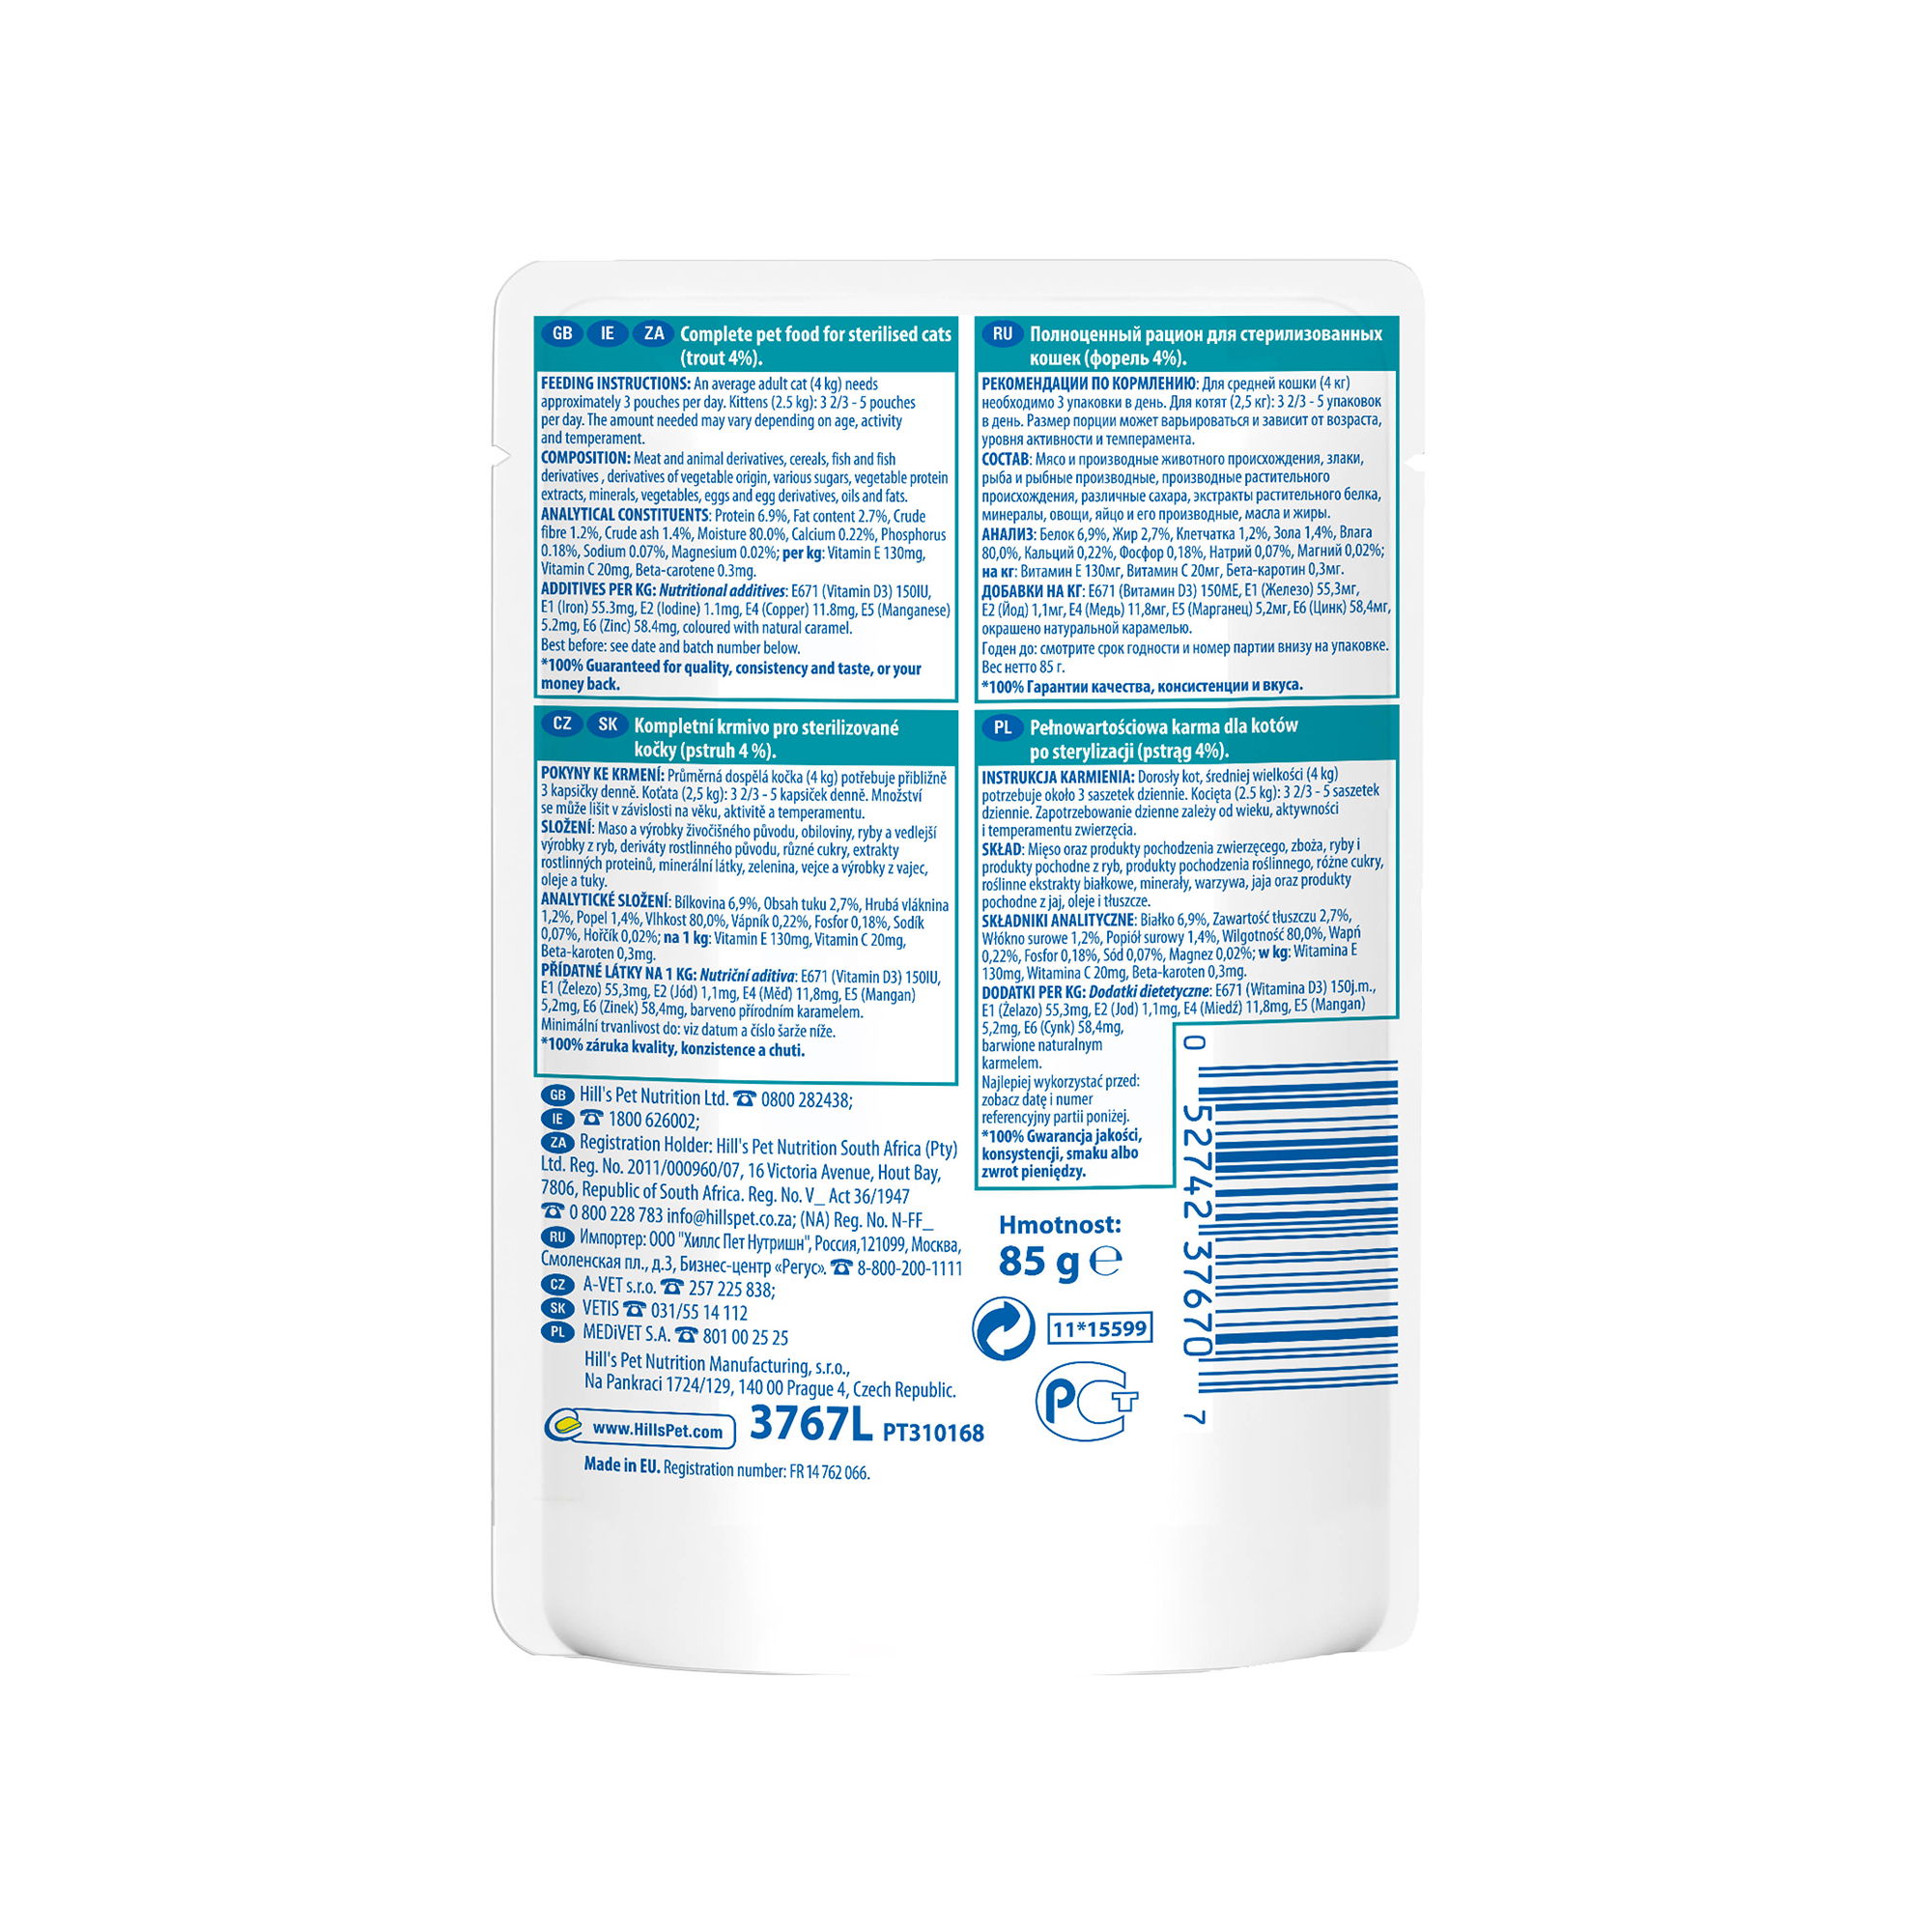 GB IE ZA Complete pet food for sterilised cats
(trout 4%).
FEEDING INSTRUCTIONS: An average adult cat (4 kg) needs
approximately 3 pouches per day. Kittens (2.5 kg): 3 2/3 - 5 pouches
per day. The amount needed may vary depending on age, activity
and temperament.
COMPOSITION: Meat and animal derivatives, cereals, fish and fish
derivatives , derivatives of vegetable origin, various sugars, vegetable protein
extracts, minerals, vegetables, eggs and egg derivatives, oils and fats.
ANALYTICAL CONSTITUENTS: Protein 6.9%, Fat content 2.7%, Crude
fibre 1.2%, Crude ash 1.4%, Moisture 80.0%, Calcium 0.22%, Phosphorus
0.18%, Sodium 0.07%, Magnesium 0.02%; per kg: Vitamin E 130mg,
Vitamin C 20mg, Beta-carotene 0.3mg.
ADDITIVES PER KG: Nutritional additives: E671 (Vitamin D3) 150IU,
E1 (Iron) 55.3mg, E2 (Iodine) 1.1mg, E4 (Copper) 11.8mg, E5 (Manganese)
5.2mg, E6 (Zinc) 58.4mg, coloured with natural caramel.
Best before: see date and batch number below.
*100% Guaranteed for quality, consistency and taste, or your
money back.
RU Полноценный рацион для стерилизованных
кошек (форель 4%).
РЕКОМЕНДАЦИИ ПО КОРМЛЕНИЮ: Для средней кошки (4 кг)
необходимо 3 упаковки в день. Для котят (2,5 кг): 3 2/3 - 5 упаковок
в день. Размер порции может варьироваться и зависит от возраста,
уровня активности и темперамента.
СОСТАВ: Мясо и производные животного происхождения, злаки,
рыба и рыбные производные, производные растительного
происхождения, различные сахара, экстракты растительного белка,
минералы, овощи, яйцо и его производные, масла и жиры.
АНАЛИЗ: Белок 6,9%, Жир 2,7%, Клетчатка 1,2%, Зола 1,4%, Влага
80,0%, Кальций 0,22%, Фосфор 0,18%, Натрий 0,07%, Магний 0,02%;
на кг: Витамин E 130мг, Витамин C 20мг, Бета-каротин 0,3мг.
ДОБАВКИ НА КГ: E671 (Витамин D3) 150МЕ, E1 (Железо) 55,3мг,
E2 (Йод) 1,1мг, E4 (Медь) 11,8мг, E5 (Марганец) 5,2мг, E6 (Цинк) 58,4мг,
окрашено натуральной карамелью.
Годен до: смотрите срок годности и номер партии внизу на упаковке.
Вес нетто 85 г.
*100% Гарантии качества, консистенции и вкуса.
CZ SK Kompletní krmivo pro sterilizované
kočky (pstruh 4 %).
POKYNY KE KRMENÍ: Průměrná dospělá kočka (4 kg) potřebuje přibližně
3 kapsičky denně. Koťata (2,5 kg): 3 2/3 - 5 kapsiček denně. Množství
se může lišit v závislosti na věku, aktivitě a temperamentu.
SLOŽENÍ: Maso a výrobky živočišného původu, obiloviny, ryby a vedlejší
výrobky z ryb, deriváty rostlinného původu, různé cukry, extrakty
rostlinných proteinů, minerální látky, zelenina, vejce a výrobky z vajec,
oleje a tuky.
ANALYTICKÉ SLOŽENÍ: Bílkovina 6,9%, Obsah tuku 2,7%, Hrubá vláknina
1,2%, Popel 1,4%, Vlhkost 80,0%, Vápník 0,22%, Fosfor 0,18%, Sodík
0,07%, Hořčík 0,02%; na 1 kg: Vitamin E 130mg, Vitamin C 20mg,
Beta-karoten 0,3mg.
PŘÍDATNÉ LÁTKY NA 1 KG: Nutriční aditiva: E671 (Vitamin D3) 150IU,
E1 (Železo) 55,3mg, E2 (Jód) 1,1mg, E4 (Měď) 11,8mg, E5 (Mangan)
5,2mg, E6 (Zinek) 58,4mg, barveno přírodním karamelem.
Minimální trvanlivost do: viz datum a číslo šarže níže.
*100% záruka kvality, konzistence a chuti.
PL Pełnowartościowa karma dla kotów
po sterylizacji (pstrąg 4%).
INSTRUKCJA KARMIENIA: Dorosły kot, średniej wielkości (4 kg)
potrzebuje około 3 saszetek dziennie. Kocięta (2.5 kg): 3 2/3 - 5 saszetek
dziennie. Zapotrzebowanie dzienne zależy od wieku, aktywności
i temperamentu zwierzęcia.
SKŁAD: Mięso oraz produkty pochodzenia zwierzęcego, zboża, ryby i
produkty pochodne z ryb, produkty pochodzenia roślinnego, różne cukry,
roślinne ekstrakty białkowe, minerały, warzywa, jaja oraz produkty
pochodne z jaj, oleje i tłuszcze.
SKŁADNIKI ANALITYCZNE: Białko 6,9%, Zawartość tłuszczu 2,7%,
Włókno surowe 1,2%, Popiół surowy 1,4%, Wilgotność 80,0%, Wapń
0,22%, Fosfor 0,18%, Sód 0,07%, Magnez 0,02%; w kg: Witamina E
130mg, Witamina C 20mg, Beta-karoten 0,3mg.
DODATKI PER KG: Dodatki dietetyczne: E671 (Witamina D3) 150j.m.,
E1 (Żelazo) 55,3mg, E2 (Jod) 1,1mg, E4 (Miedź) 11,8mg, E5 (Mangan)
5,2mg, E6 (Cynk) 58,4mg,
barwione naturalnym
karmelem.
Najlepiej wykorzystać przed:
zobacz datę i numer
referencyjny partii poniżej.
*100% Gwarancja jakości,
konsystencji, smaku albo
zwrot pieniędzy.
GB Hill's Pet Nutrition Ltd. ☎ 0800 282438;
IE ☎ 1800 626002;
ZA Registration Holder: Hill's Pet Nutrition South Africa (Pty)
Ltd. Reg. No. 2011/000960/07, 16 Victoria Avenue, Hout Bay,
7806, Republic of South Africa. Reg. No. V_ Act 36/1947
☎ 0 800 228 783 info@hillspet.co.za; (NA) Reg. No. N-FF_
RU Импортер: ООО "Хиллс Пет Нутришн", Россия,121099, Москва,
Смоленская пл., д.3, Бизнес-центр «Регус». ☎ 8-800-200-1111
CZ A-VET s.r.o. ☎ 257 225 838;
SK VETIS ☎ 031/55 14 112
PL MEDiVET S.A. ☎ 801 00 25 25
Hill's Pet Nutrition Manufacturing, s.r.o.,
Na Pankraci 1724/129, 140 00 Prague 4, Czech Republic.
www.HillsPet.com 3767L PT310168
Made in EU. Registration number: FR 14 762 066.
Hmotnost:
85 g ℮
11*15599
РСТ
0 52742 37670 7